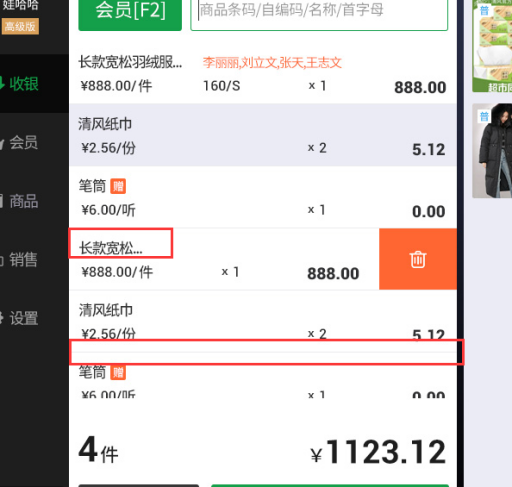 娃哈哈
高级版
收银
会员
商品
销售
设置
会员[F2]
商品条码/自编码/名称/首字母
长款宽松羽绒服... 李丽丽,刘立文,张天,王志文
¥888.00/件 160/S x 1 888.00
清风纸巾
¥2.56/份 x 2 5.12
笔筒 赠
¥6.00/听 x 1 0.00
长款宽松...
¥888.00/件 x 1 888.00
清风纸巾
¥2.56/份 x 2 5.12
笔筒 赠
¥6.00/听 x 1 0.00
4件 ¥1123.12
普
普